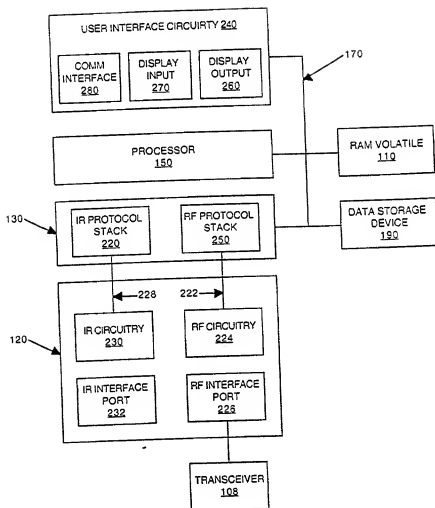 USER INTERFACE CIRCUIRTY 240
COMM
INTERFACE
280
DISPLAY
INPUT
270
DISPLAY
OUTPUT
260
170
PROCESSOR
150
RAM VOLATILE
110
130
IR PROTOCOL
STACK
220
RF PROTOCOL
STACK
250
DATA STORAGE
DEVICE
190
228
222
120
IR CIRCUITRY
230
RF CIRCUITRY
224
IR INTERFACE
PORT
232
RF INTERFACE
PORT
226
TRANSCEIVER
108